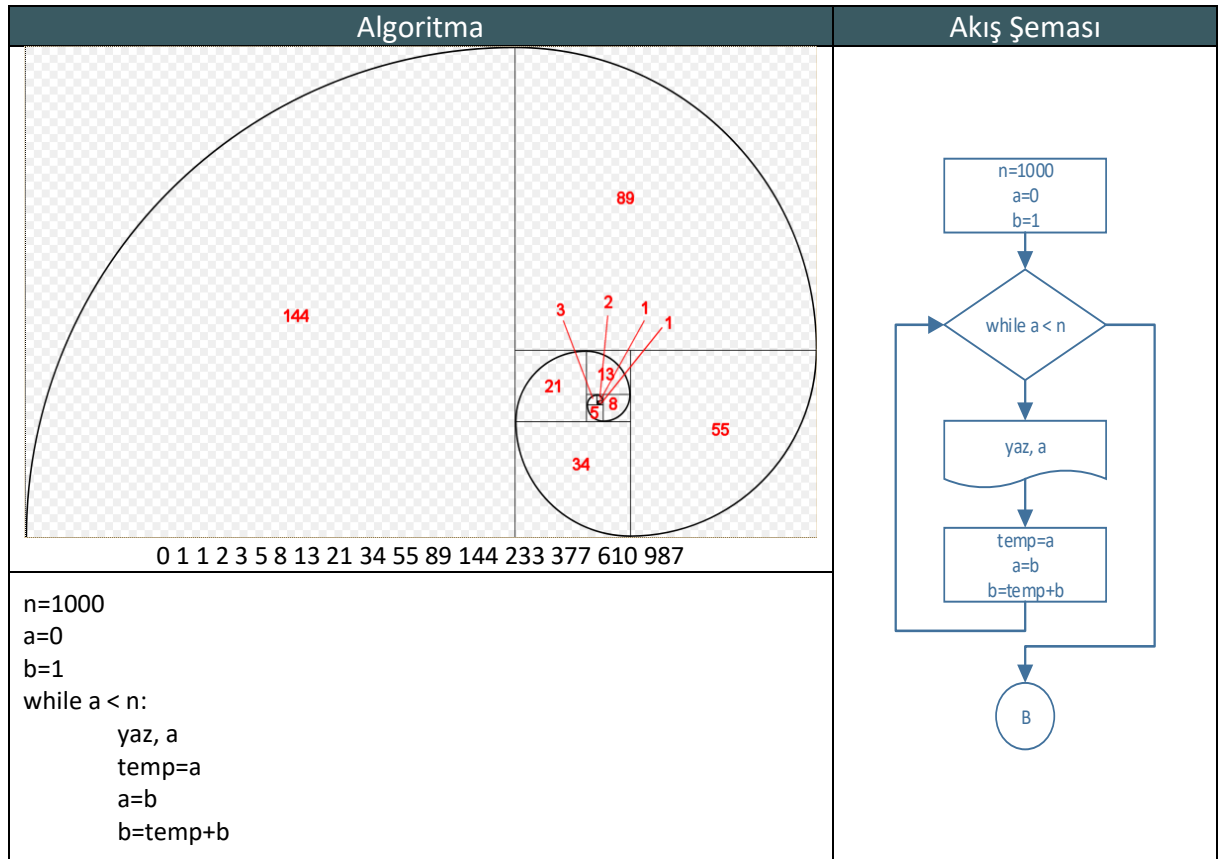 Algoritma
Akış Şeması
89
144
3
2
1
1
13
21
8
5
55
34
0 1 1 2 3 5 8 13 21 34 55 89 144 233 377 610 987
n=1000
a=0
b=1
while a < n:
yaz, a
temp=a
a=b
b=temp+b
n=1000
a=0
b=1
while a < n
yaz, a
temp=a
a=b
b=temp+b
B